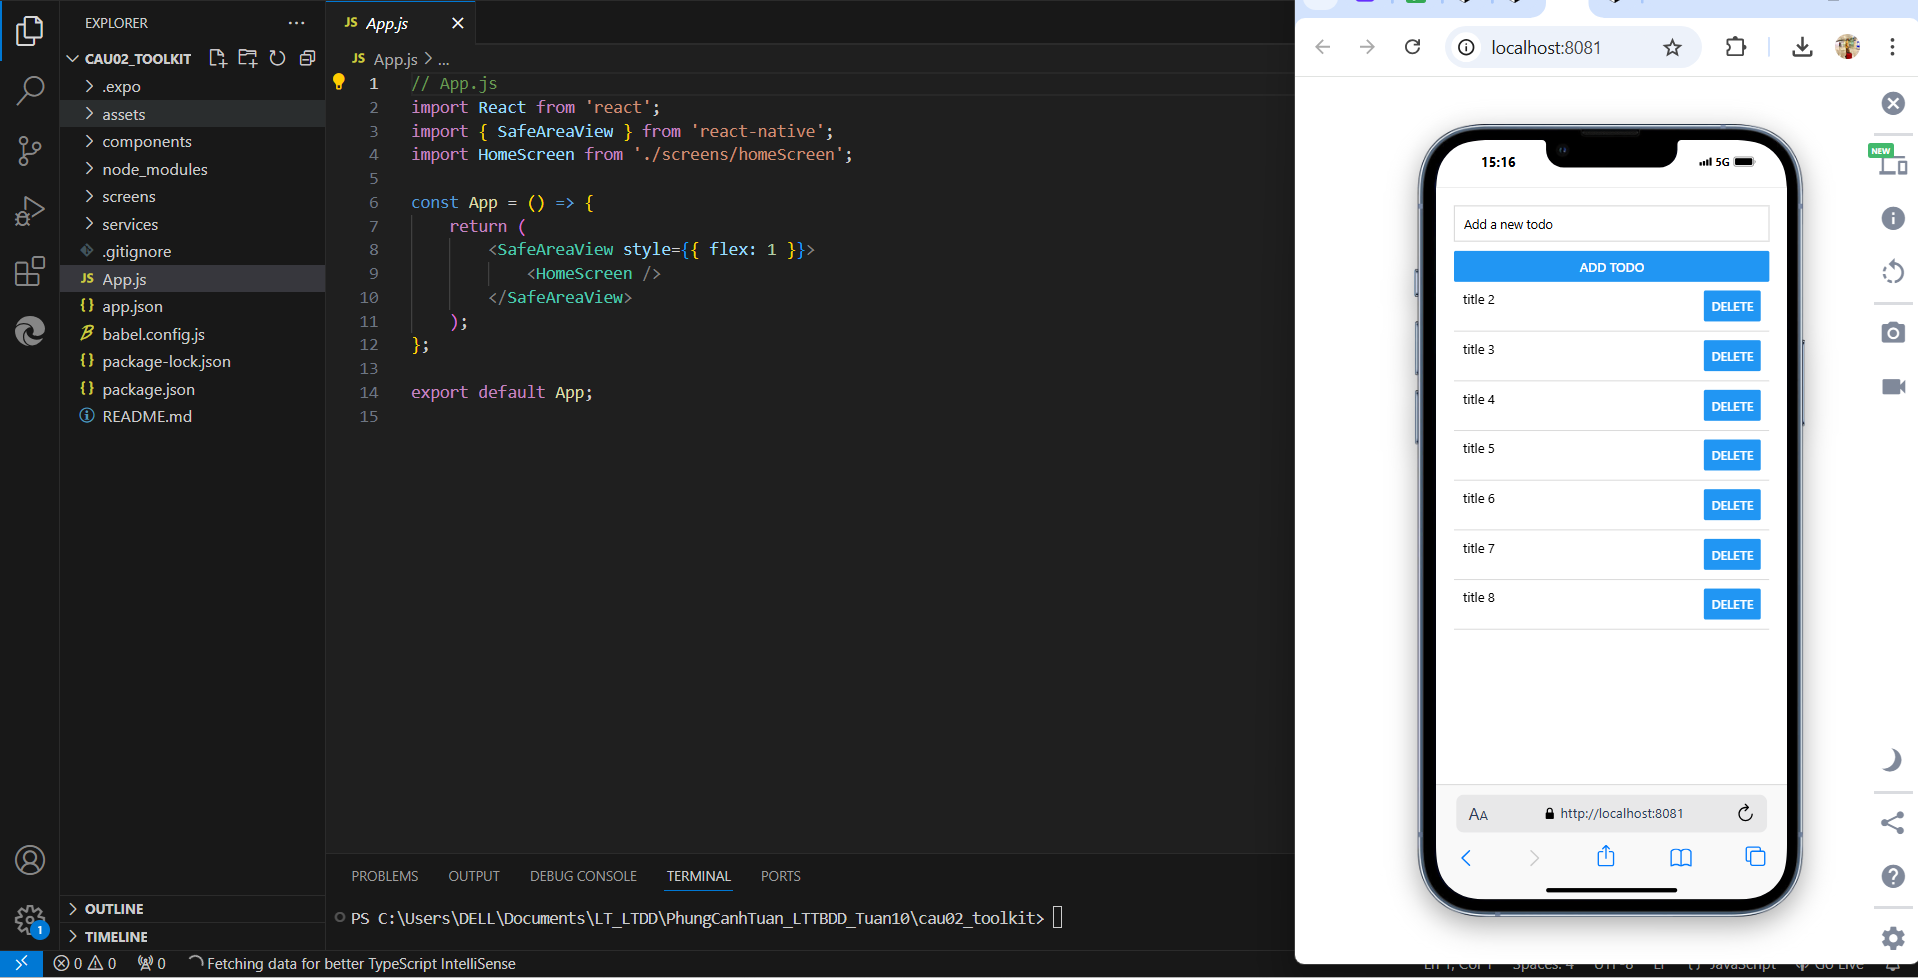 EXPLORER
CAU02_TOOLKIT
.expo
assets
components
node_modules
screens
services
.gitignore
JS App.js
{} app.json
babel.config.js
{} package-lock.json
{} package.json
README.md
OUTLINE
TIMELINE
JS App.js
JS App.js > ...
1 // App.js
2 import React from 'react';
3 import { SafeAreaView } from 'react-native';
4 import HomeScreen from './screens/homeScreen';
5
6 const App = () => {
7 return (
8 <SafeAreaView style={{ flex: 1 }}>
9 <HomeScreen />
10 </SafeAreaView>
11 );
12 };
13
14 export default App;
15
PROBLEMS OUTPUT DEBUG CONSOLE TERMINAL PORTS
PS C:\Users\DELL\Documents\LT_LTDD\PhungCanhTuan_LTTBDD_Tuan10\cau02_toolkit>
1
0 0 0 Fetching data for better TypeScript IntelliSense
localhost:8081
NEW
15:16 5G
Add a new todo
ADD TODO
title 2 DELETE
title 3 DELETE
title 4 DELETE
title 5 DELETE
title 6 DELETE
title 7 DELETE
title 8 DELETE
AA http://localhost:8081